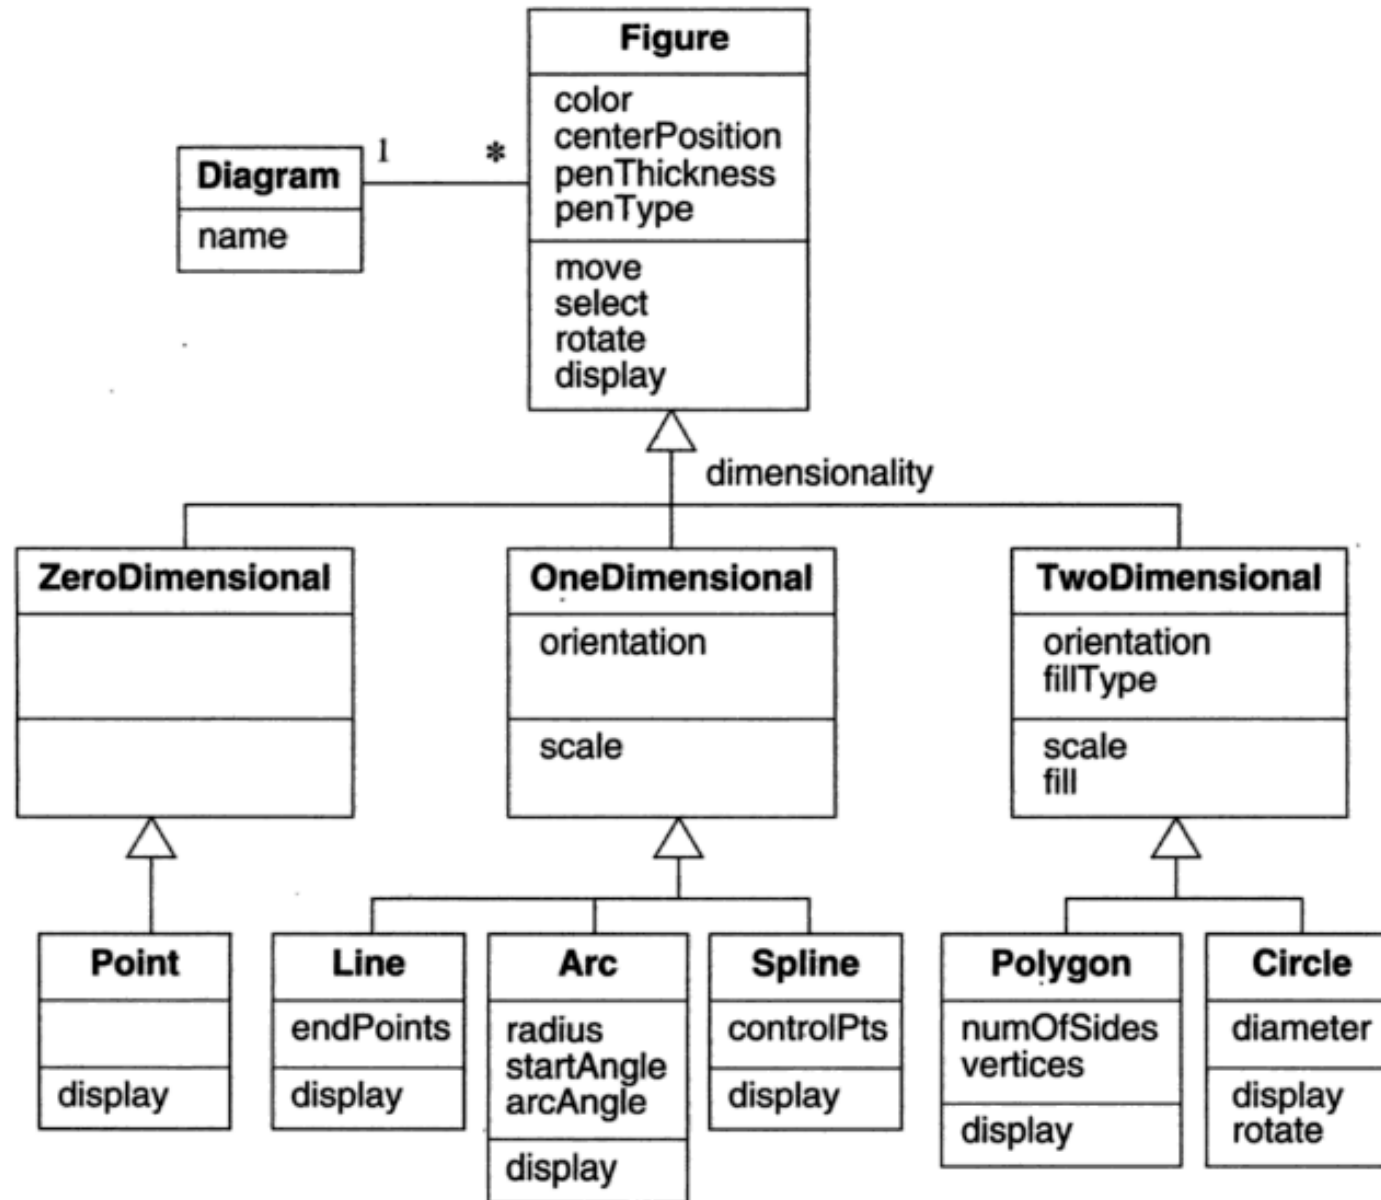 Figure
color
centerPosition
penThickness
penType
move
select
rotate
display
1
*
Diagram
name
dimensionality
ZeroDimensional
OneDimensional
orientation
scale
TwoDimensional
orientation
fillType
scale
fill
Point
display
Line
endPoints
display
Arc
radius
startAngle
arcAngle
display
Spline
controlPts
display
Polygon
numOfSides
vertices
display
Circle
diameter
display
rotate